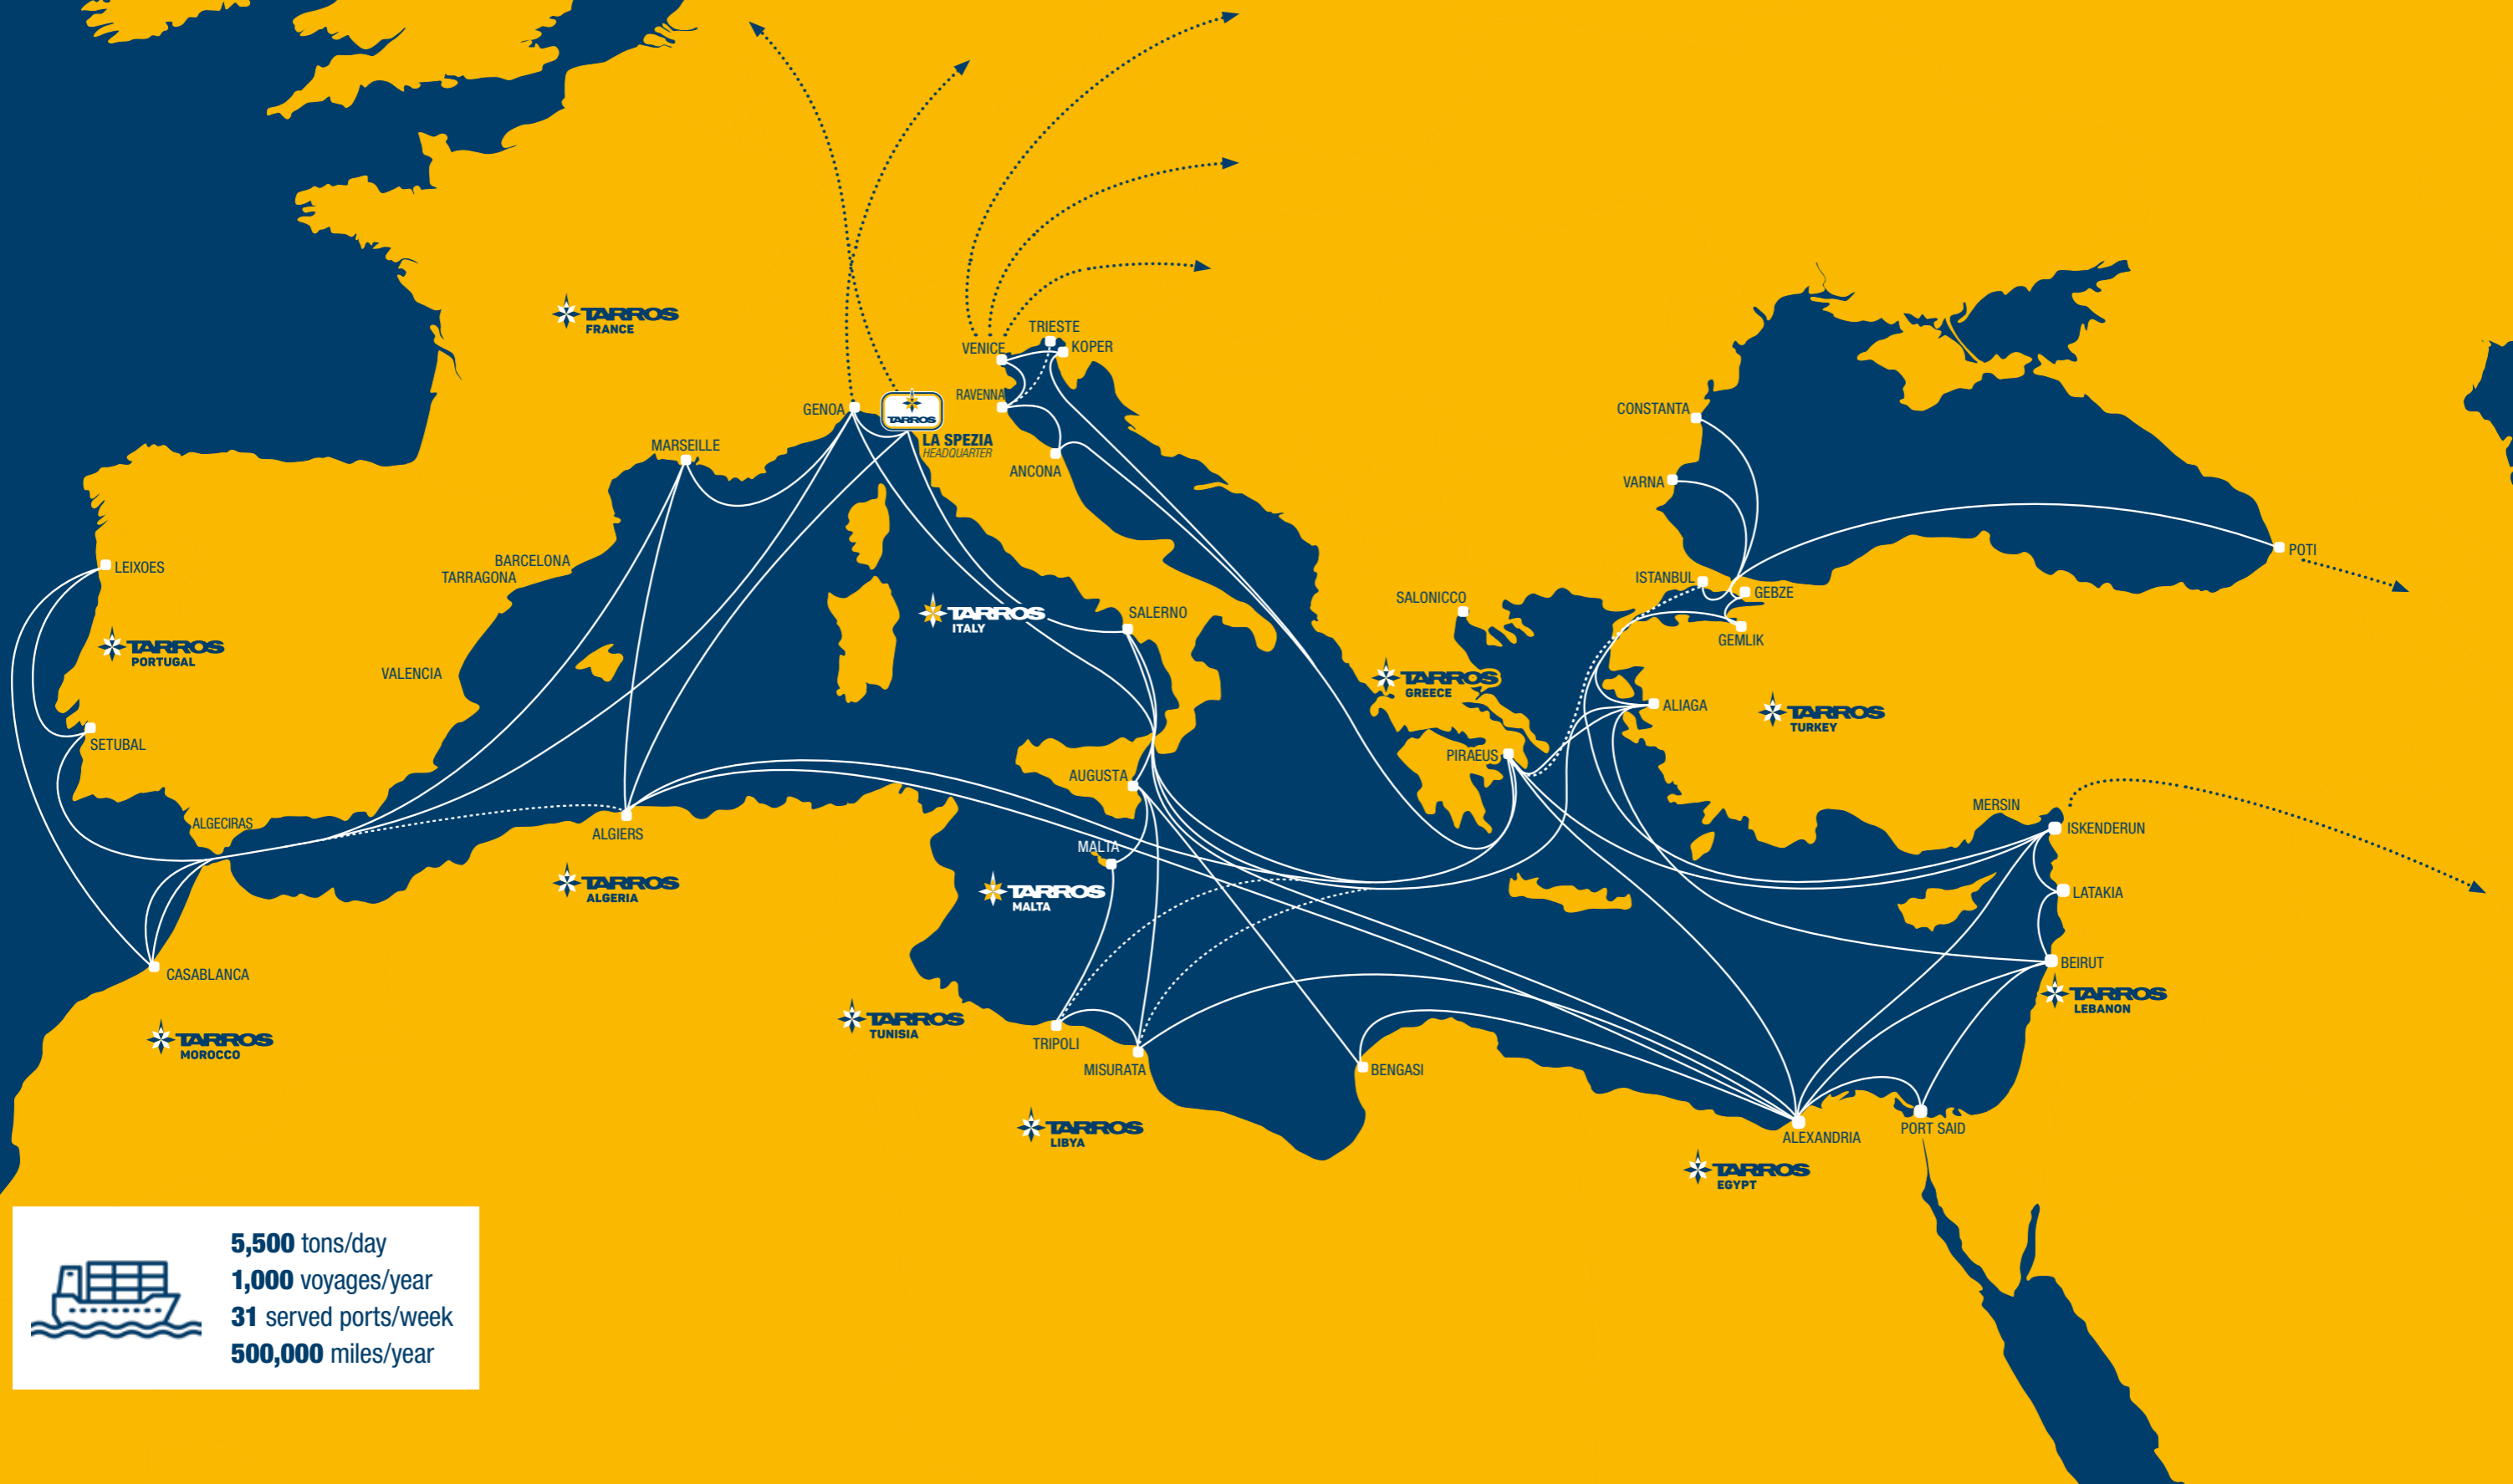 TARROS
FRANCE
TRIESTE
VENICE
KOPER
RAVENNA
GENOA
TARROS
LA SPEZIA
HEADQUARTER
MARSEILLE
ANCONA
CONSTANTA
VARNA
POTI
LEIXOES
BARCELONA
TARRAGONA
ISTANBUL
GEBZE
SALONICCO
GEMLIK
TARROS
ITALY
SALERNO
TARROS
PORTUGAL
VALENCIA
TARROS
GREECE
ALIAGA
TARROS
TURKEY
SETUBAL
PIRAEUS
AUGUSTA
MERSIN
ISKENDERUN
ALGECIRAS
ALGIERS
MALTA
TARROS
ALGERIA
TARROS
MALTA
LATAKIA
BEIRUT
CASABLANCA
TARROS
LEBANON
TARROS
TUNISIA
TARROS
MOROCCO
TRIPOLI
MISURATA
BENGASI
TARROS
LIBYA
ALEXANDRIA
PORT SAID
TARROS
EGYPT
5,500 tons/day
1,000 voyages/year
31 served ports/week
500,000 miles/year